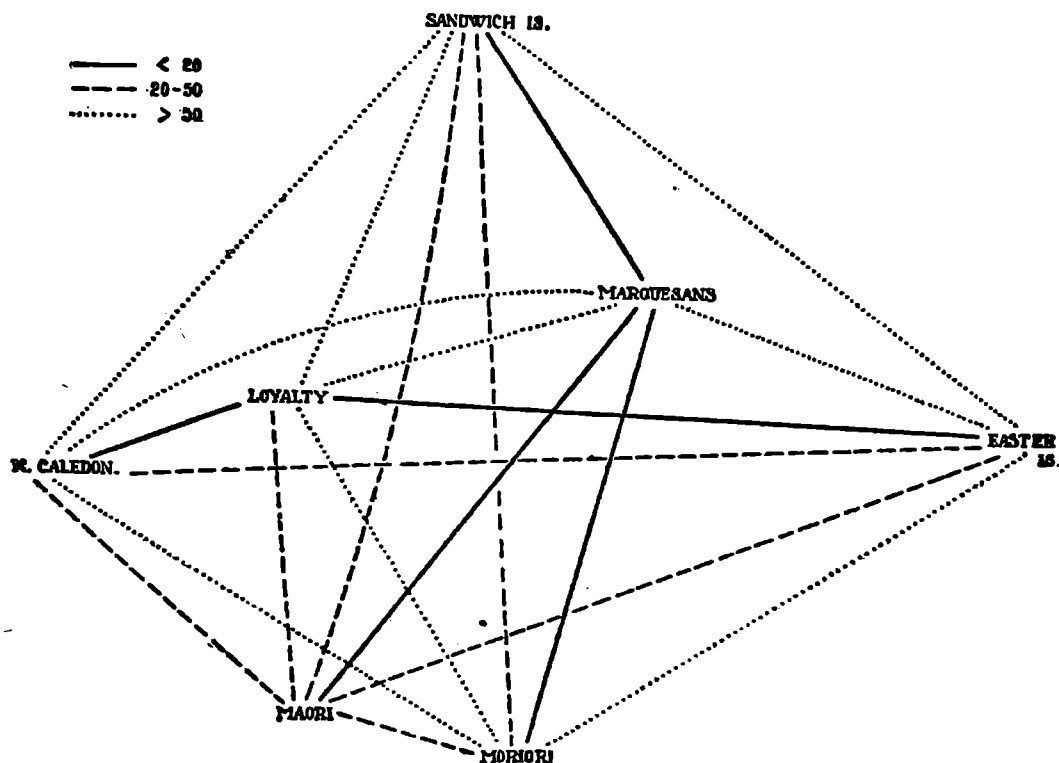 SANDWICH IS.
< 20
20-50
> 50
MARQUESANS
LOYALTY
EASTER
IS.
N. CALEDON.
MAORI
MORIORI